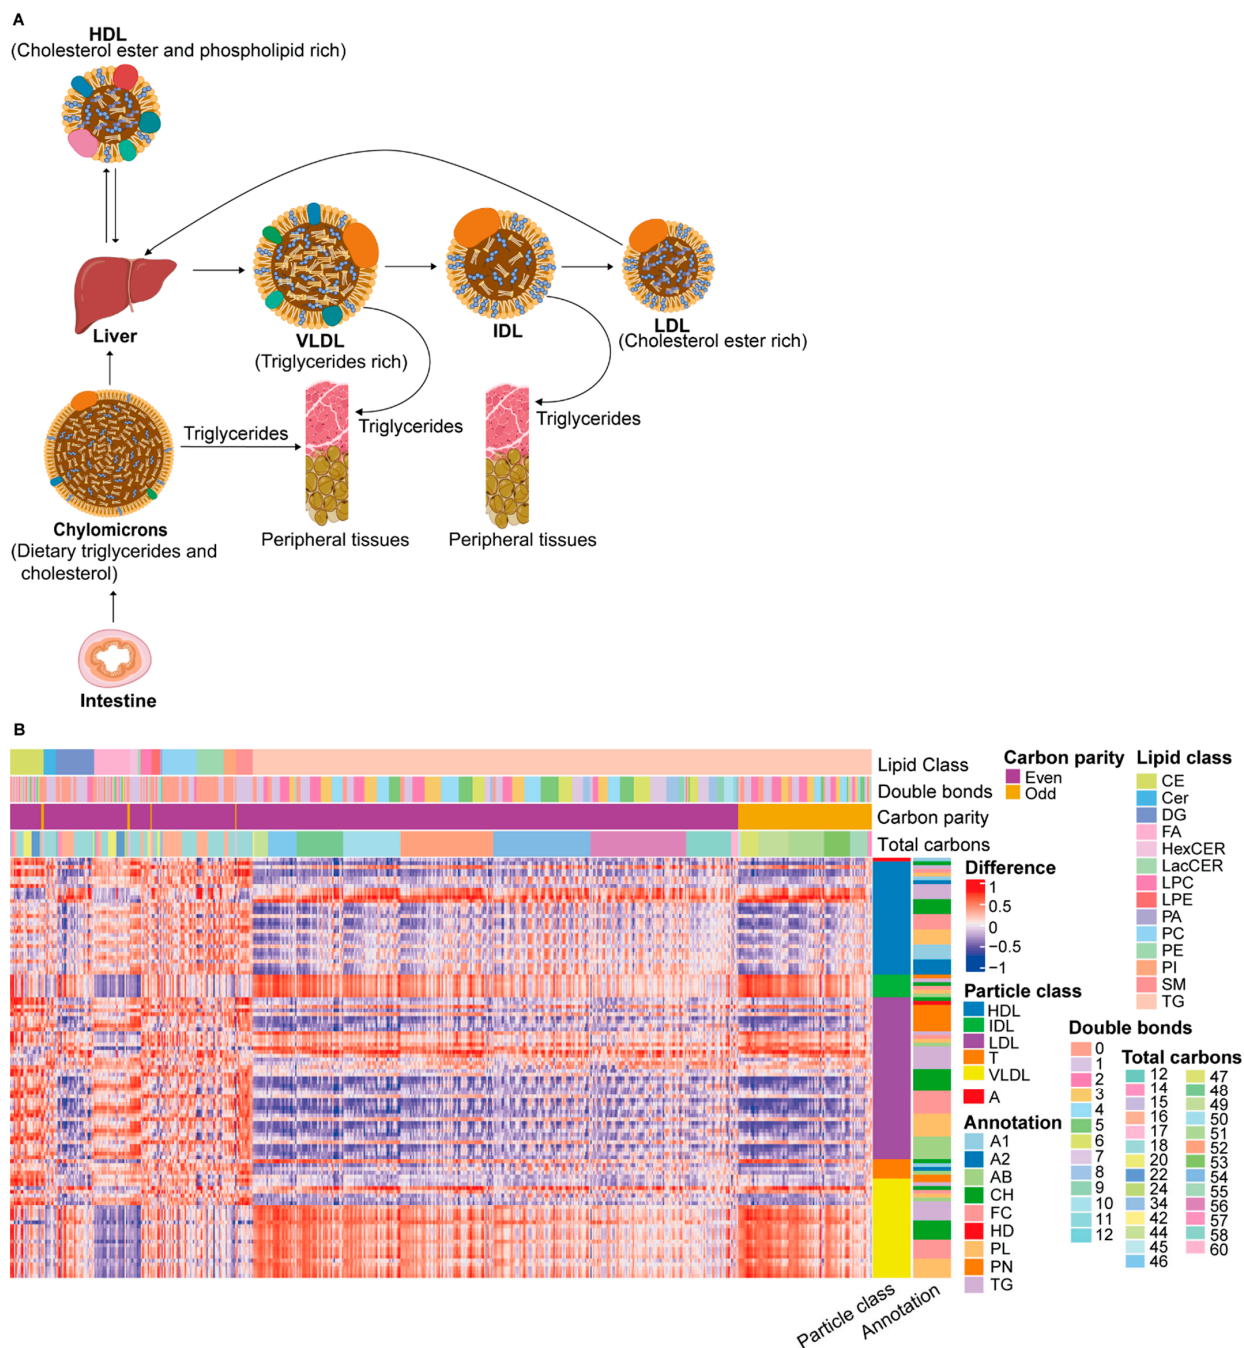 A
HDL
(Cholesterol ester and phospholipid rich)
Liver
VLDL
(Triglycerides rich)
IDL
LDL
(Cholesterol ester rich)
Triglycerides
Triglycerides
Triglycerides
Chylomicrons
(Dietary triglycerides and
cholesterol)
Peripheral tissues
Peripheral tissues
Intestine
B
Lipid Class
Double bonds
Carbon parity
Total carbons
Particle class
Annotation
Carbon parity
Even
Odd
Lipid class
CE
Cer
DG
FA
HexCER
LacCER
LPC
LPE
PA
PC
PE
PI
SM
TG
Difference
1
0.5
0
−0.5
−1
Particle class
HDL
IDL
LDL
T
VLDL
A
Annotation
A1
A2
AB
CH
FC
HD
PL
PN
TG
Double bonds
0
1
2
3
4
5
6
7
8
9
10
11
12
Total carbons
12
14
15
16
17
18
20
22
24
34
42
44
45
46
47
48
49
50
51
52
53
54
55
56
57
58
60